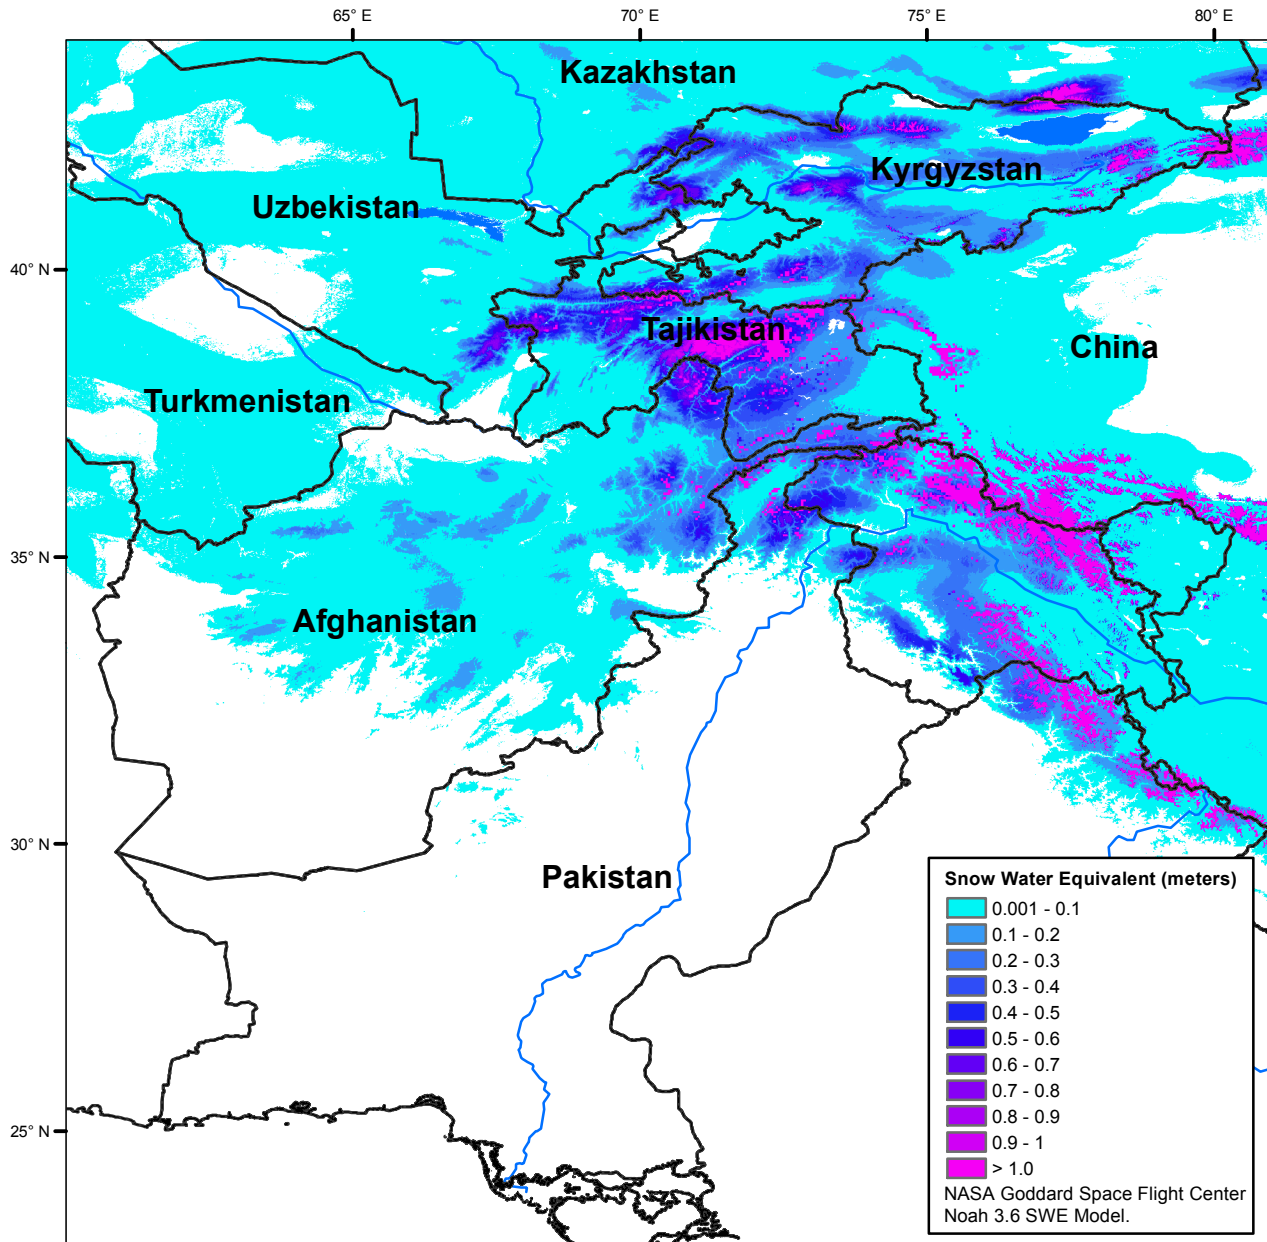 65° E
70° E
75° E
80° E
Kazakhstan
Kyrgyzstan
Uzbekistan
40° N
Tajikistan
China
Turkmenistan
35° N
Afghanistan
30° N
Pakistan
25° N
Snow Water Equivalent (meters)
0.001 - 0.1
0.1 - 0.2
0.2 - 0.3
0.3 - 0.4
0.4 - 0.5
0.5 - 0.6
0.6 - 0.7
0.7 - 0.8
0.8 - 0.9
0.9 - 1
> 1.0
NASA Goddard Space Flight Center
Noah 3.6 SWE Model.